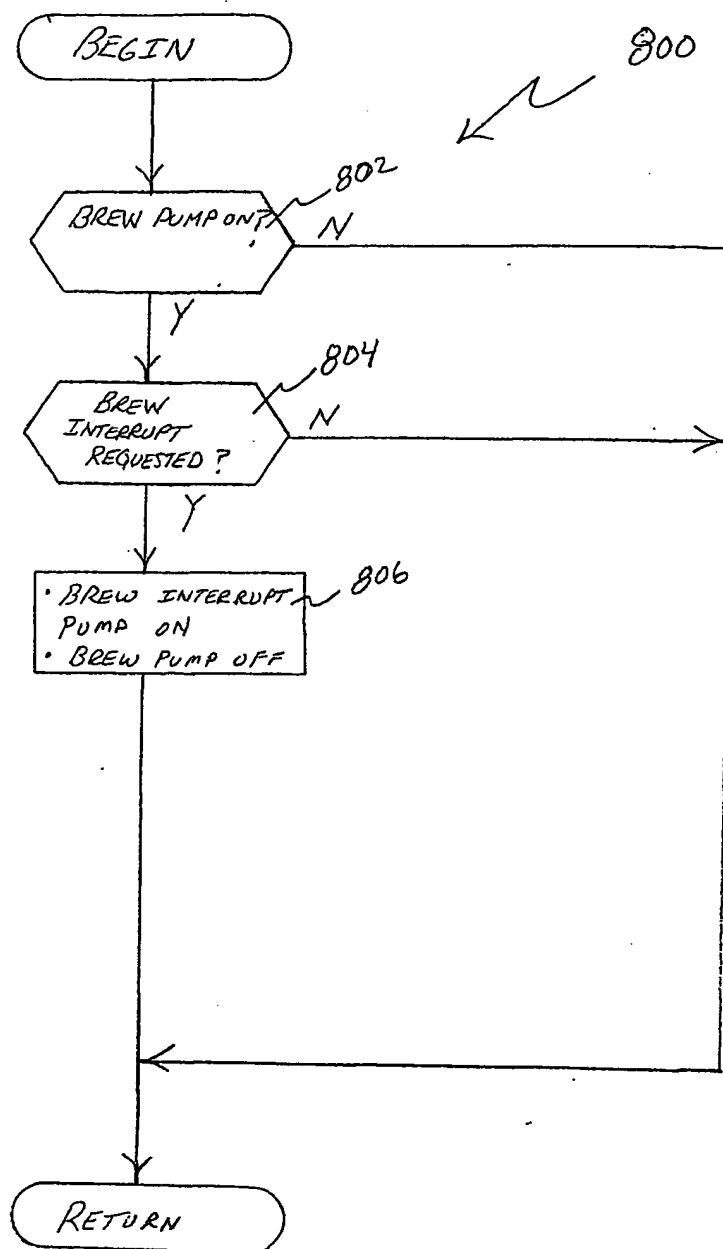 BEGIN
800
802
BREW PUMP ON?
N
Y
804
BREW
INTERRUPT
REQUESTED?
N
Y
806
• BREW INTERRUPT
PUMP ON
• BREW PUMP OFF
RETURN